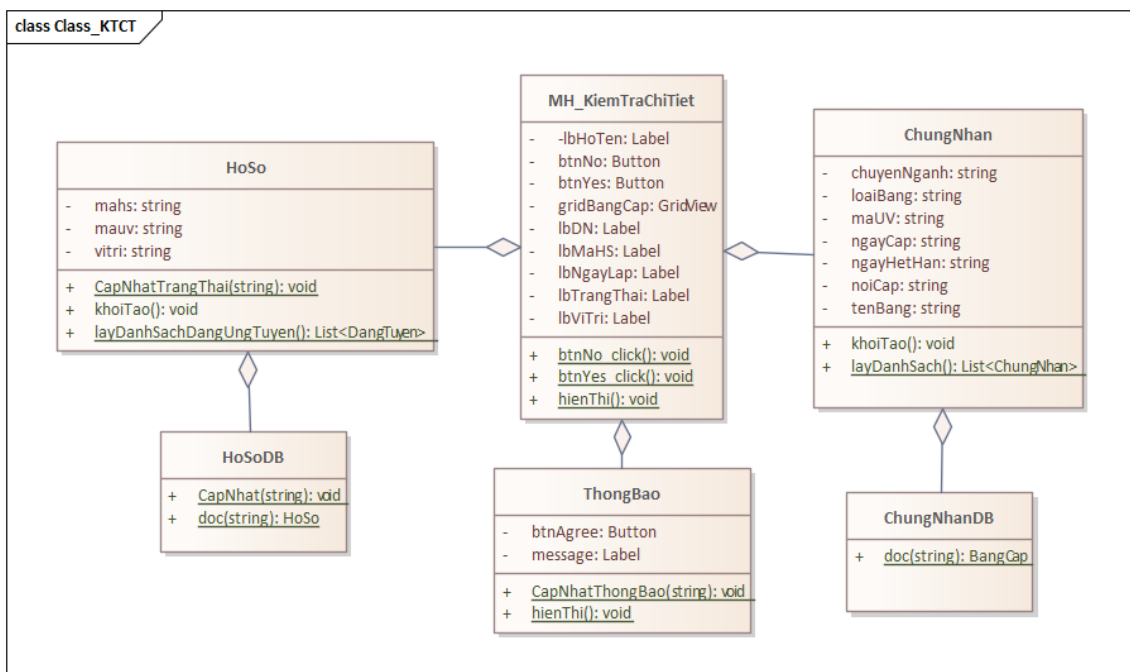 class Class_KTCT
HoSo
- mahs: string
- mauv: string
- vitri: string
+ CapNhatTrangThai(string): void
+ khoiTao(): void
+ layDanhSachDangUngTuyen(): List<DangTuyen>
HoSoDB
+ CapNhat(string): void
+ doc(string): HoSo
MH_KiemTraChiTiet
- -lbHoTen: Label
- btnNo: Button
- btnYes: Button
- gridBangCap: GridView
- lbDN: Label
- lbMaHS: Label
- lbNgayLap: Label
- lbTrangThai: Label
- lbViTri: Label
+ btnNo_click(): void
+ btnYes_click(): void
+ hienThi(): void
ThongBao
- btnAgree: Button
- message: Label
+ CapNhatThongBao(string): void
+ hienThi(): void
ChungNhan
- chuyenNganh: string
- loaiBang: string
- maUV: string
- ngayCap: string
- ngayHetHan: string
- noiCap: string
- tenBang: string
+ khoiTao(): void
+ layDanhSach(): List<ChungNhan>
ChungNhanDB
+ doc(string): BangCap